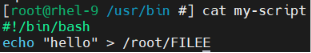 [root@rhel-9 /usr/bin #] cat my-script
#!/bin/bash
echo "hello" > /root/FILEE